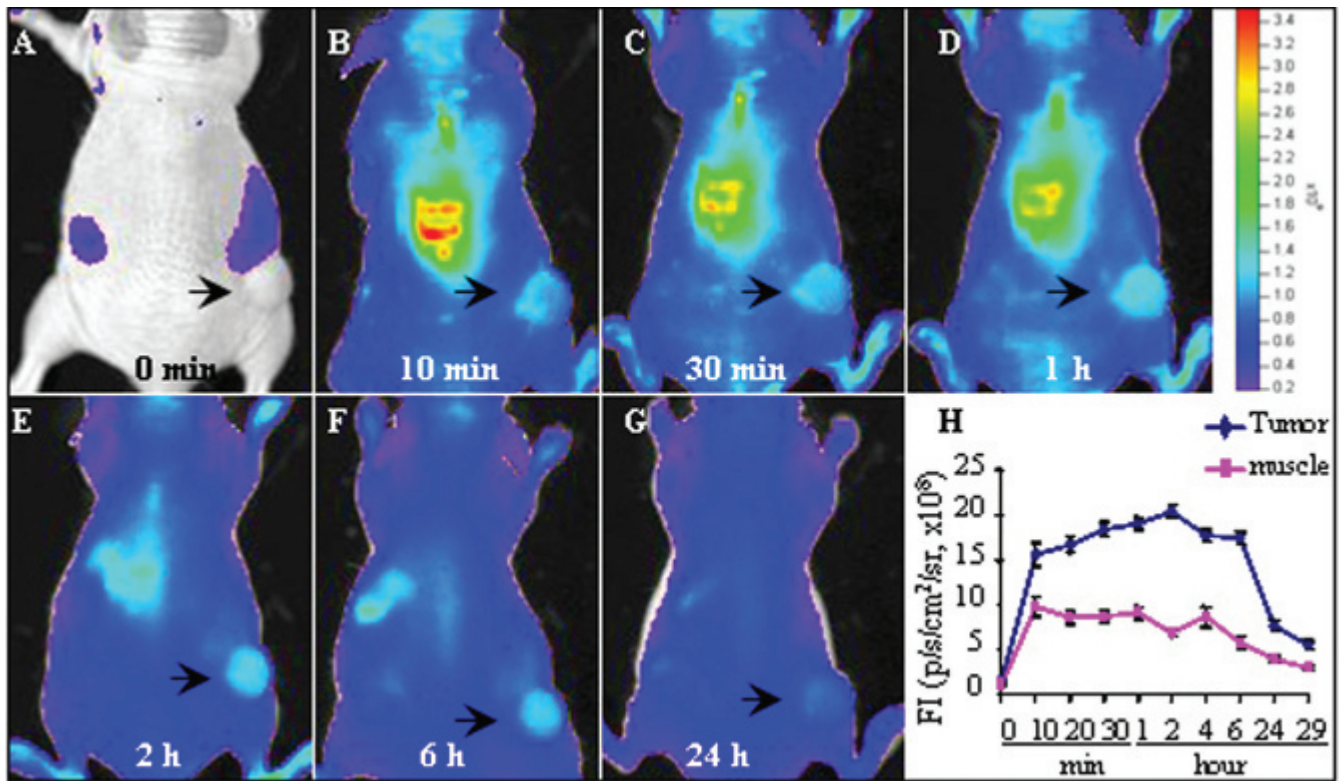 A
0 min
B
10 min
C
30 min
D
1 h
3.4
3.2
3.0
2.8
2.6
2.4
2.2
2.0
1.8
1.6
1.4
1.2
1.0
0.8
0.6
0.4
0.2
E
2 h
F
6 h
G
24 h
H
Tumor
muscle
FI (p/s/cm²/sr, x10⁸)
25
20
15
10
5
0
0 10 20 30 1 2 4 6 24 29
min hour